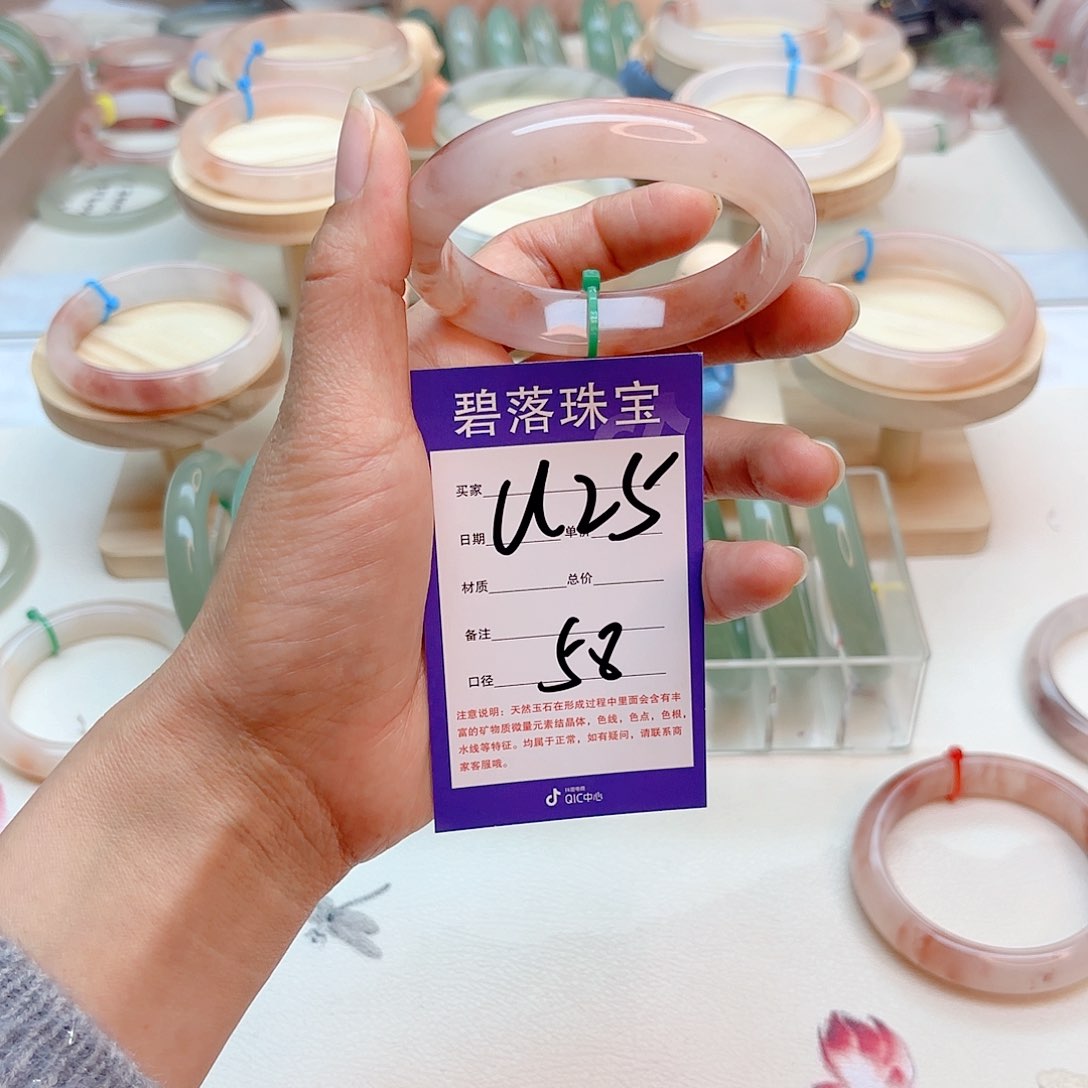 碧落珠宝
买家 U25
日期 单价
材质 总价
备注
口径 58
注意说明：天然玉石在形成过程中里面会含有丰
富的矿物质微量元素结晶体，色线，色点，色根，
水线等特征。均属于正常，如有疑问，请联系商
家客服哦。
抖音电商
QIC中心